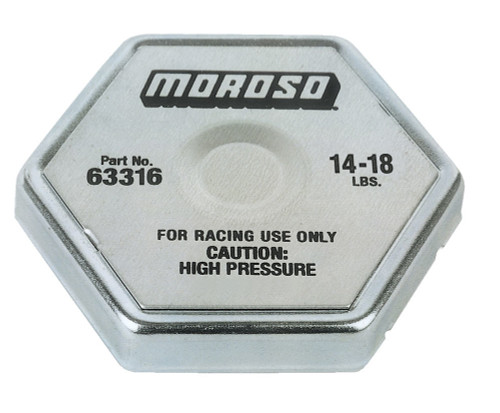 MOROSO
Part No.
63316
14-18
LBS.
FOR RACING USE ONLY
CAUTION:
HIGH PRESSURE